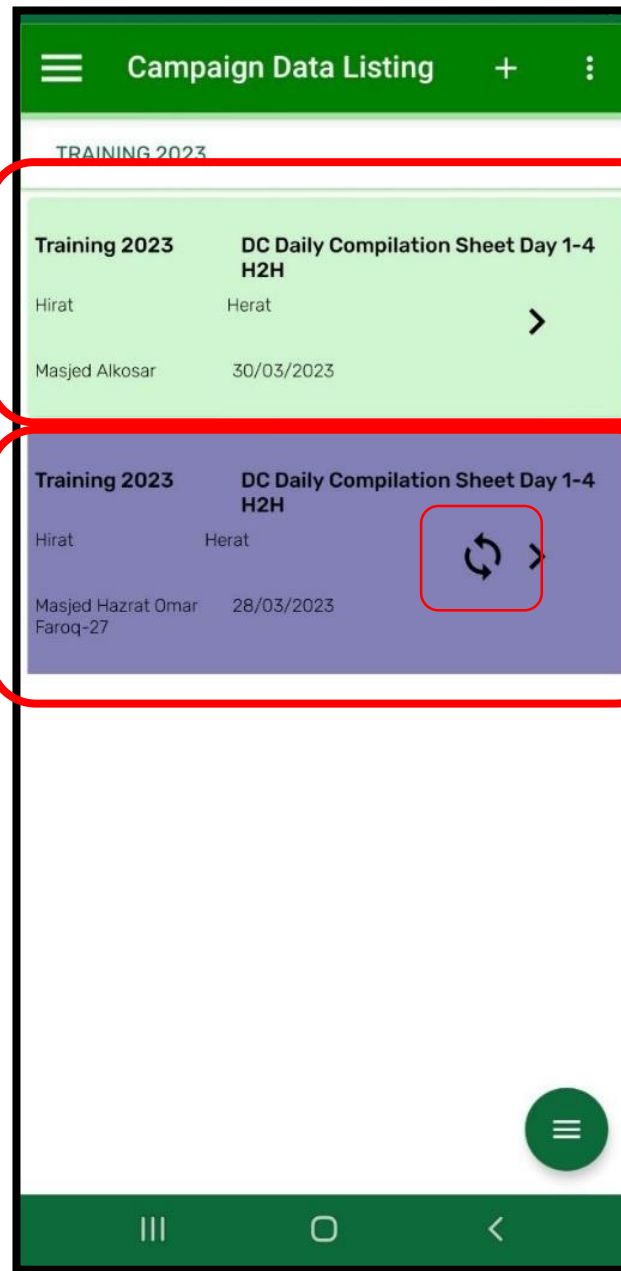 Campaign Data Listing
TRAINING 2023
Training 2023
DC Daily Compilation Sheet Day 1-4
H2H
Hirat
Herat
Masjed Alkosar
30/03/2023
Training 2023
DC Daily Compilation Sheet Day 1-4
H2H
Hirat
Herat
Masjed Hazrat Omar
Faroq-27
28/03/2023